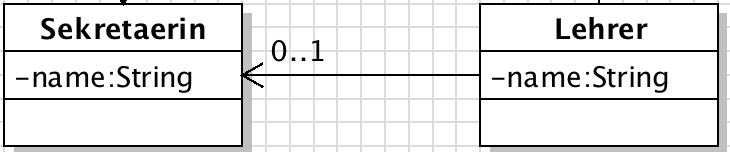 Sekretaerin
-name:String
0..1
Lehrer
-name:String